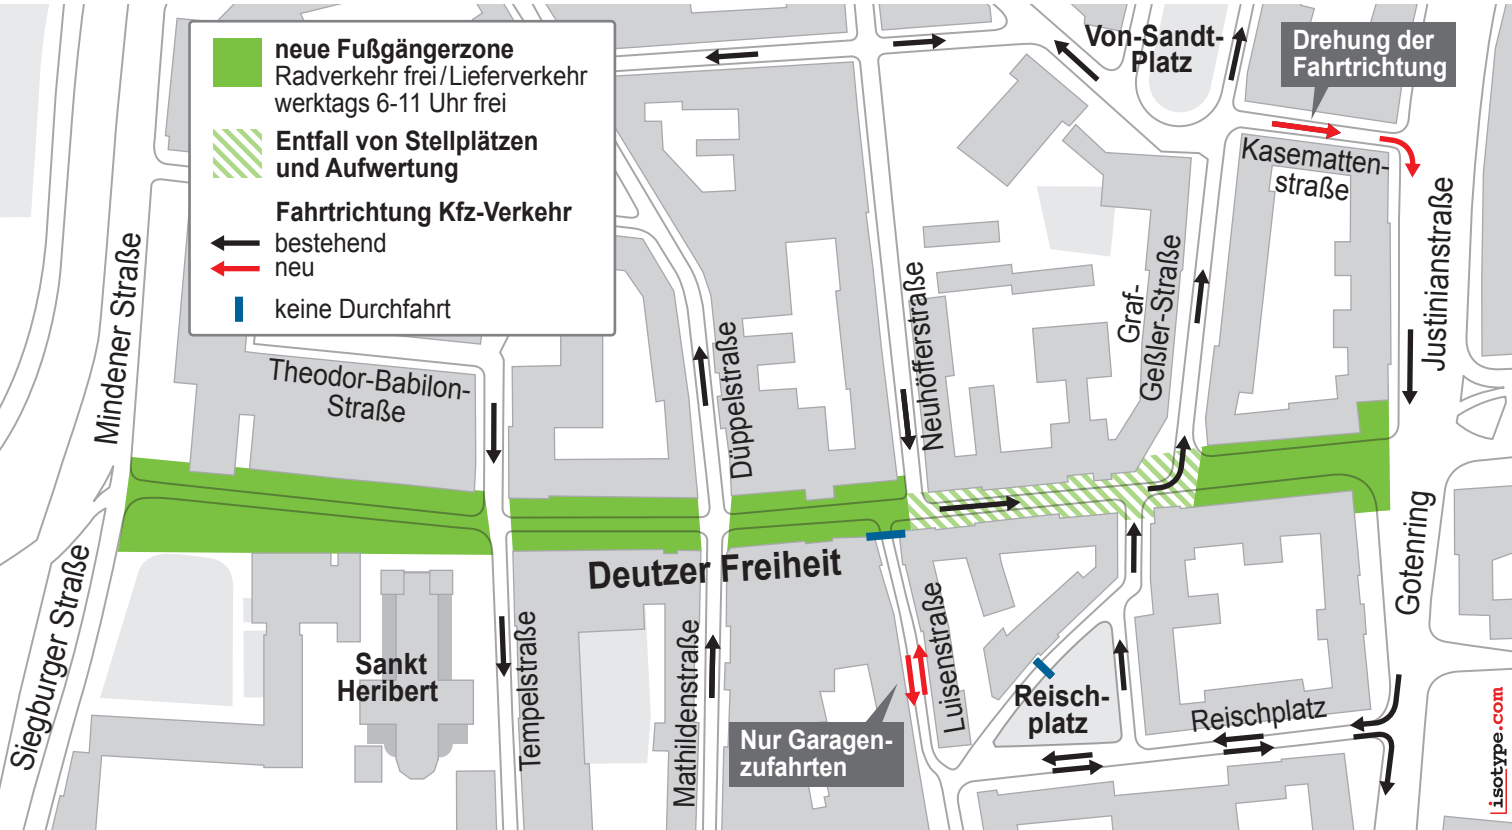 neue Fußgängerzone
Radverkehr frei/Lieferverkehr
werktags 6-11 Uhr frei
Entfall von Stellplätzen
und Aufwertung
Fahrtrichtung Kfz-Verkehr
bestehend
neu
keine Durchfahrt
Von-Sandt-
Platz
Drehung der
Fahrtrichtung
Kasematten-
straße
Justinianstraße
Mindener Straße
Theodor-Babilon-
Straße
Düppelstraße
Neuhöfferstraße
Graf-
Geßler-Straße
Deutzer Freiheit
Siegburger Straße
Sankt
Heribert
Tempelstraße
Mathildenstraße
Luisenstraße
Nur Garagen-
zufahrten
Reisch-
platz
Reischplatz
Gotenring
isotype.com